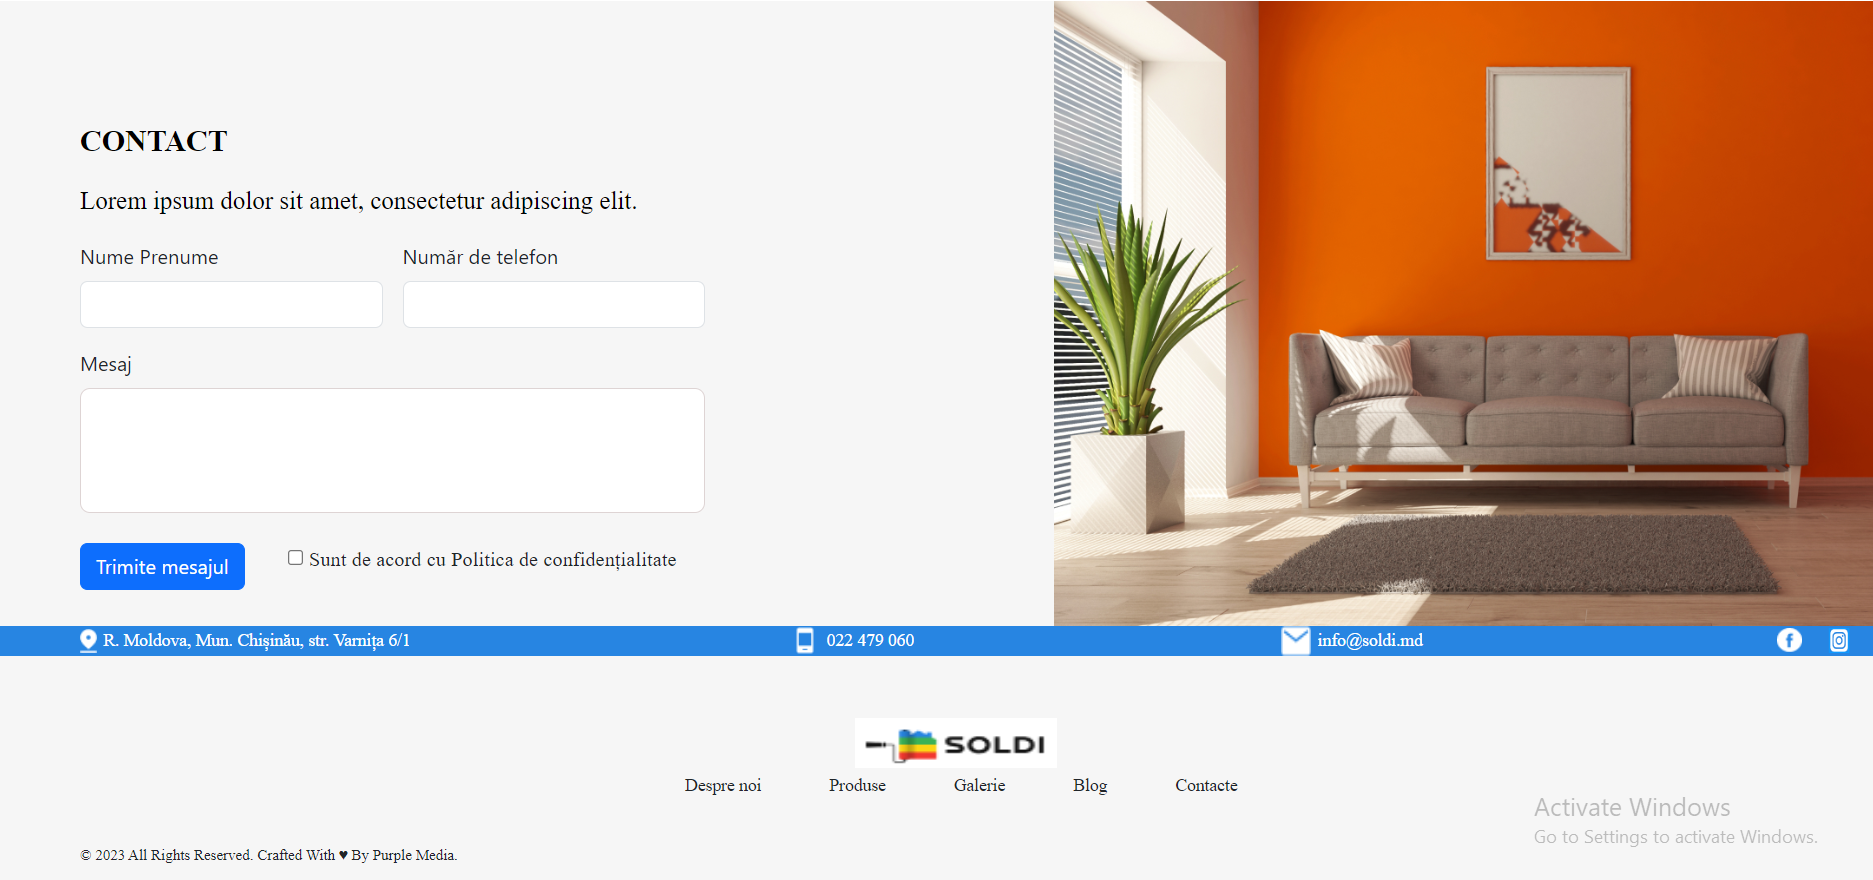 CONTACT
Lorem ipsum dolor sit amet, consectetur adipiscing elit.
Nume Prenume
Număr de telefon
Mesaj
Trimite mesajul
Sunt de acord cu Politica de confidențialitate
R. Moldova, Mun. Chișinău, str. Varnița 6/1
022 479 060
info@soldi.md
SOLDI
Despre noi
Produse
Galerie
Blog
Contacte
Activate Windows
Go to Settings to activate Windows.
© 2023 All Rights Reserved. Crafted With ♥ By Purple Media.